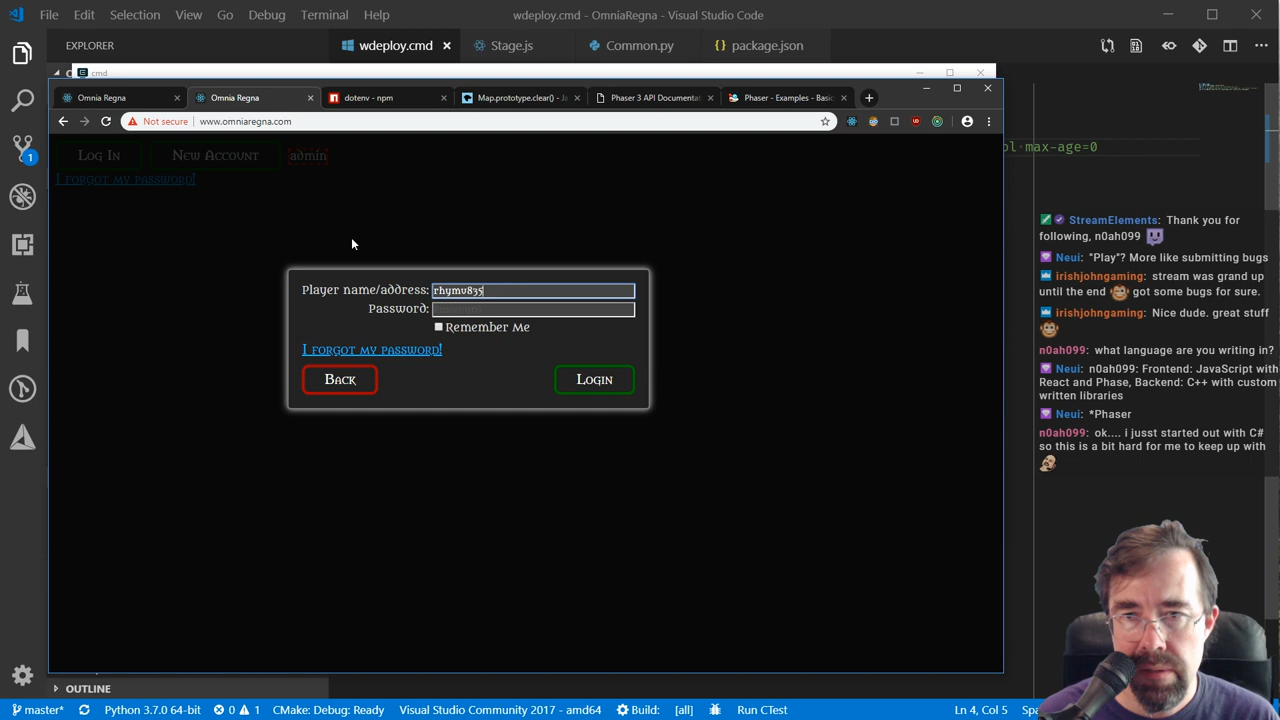 File Edit Selection View Go Debug Terminal Help
wdeploy.cmd - OmniaRegna - Visual Studio Code
EXPLORER
wdeploy.cmd
Stage.js
Common.py
package.json
cmd
Omnia Regna
Omnia Regna
dotenv - npm
Map.prototype.clear() - Ja
Phaser 3 API Documentat
Phaser - Examples - Basic
Not secure
www.omniaregna.com
Log In
New Account
admin
I forgot my password!
ol max-age=0
Player name/address: rhymu835
Password:
Remember Me
I forgot my password!
Back
Login
StreamElements: Thank you for
following, n0ah099
Neui: "Play"? More like submitting bugs
irishjohngaming: stream was grand up
until the end got some bugs for sure.
irishjohngaming: Nice dude. great stuff
n0ah099: what language are you writing in?
Neui: n0ah099: Frontend: JavaScript with
React and Phase, Backend: C++ with custom
written libraries
Neui: *Phaser
n0ah099: ok.... i jusst started out with C#
so this is a bit hard for me to keep up with
1
OUTLINE
master*
Python 3.7.0 64-bit
0
1
CMake: Debug: Ready
Visual Studio Community 2017 - amd64
Build:
[all]
Run CTest
Ln 4, Col 5